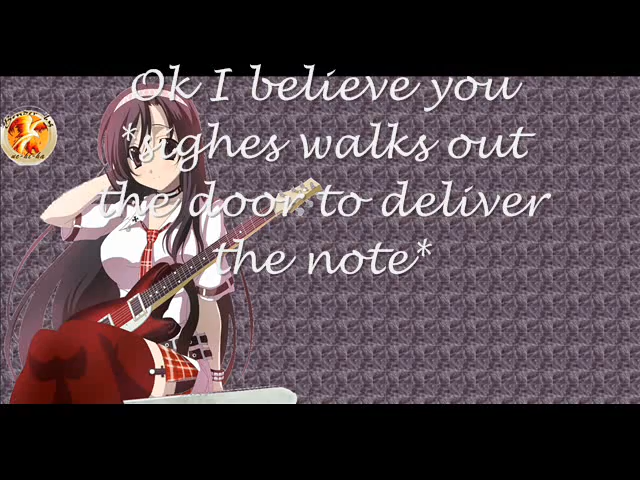 Ok I believe you
*sighes walks out
the door to deliver
the note*